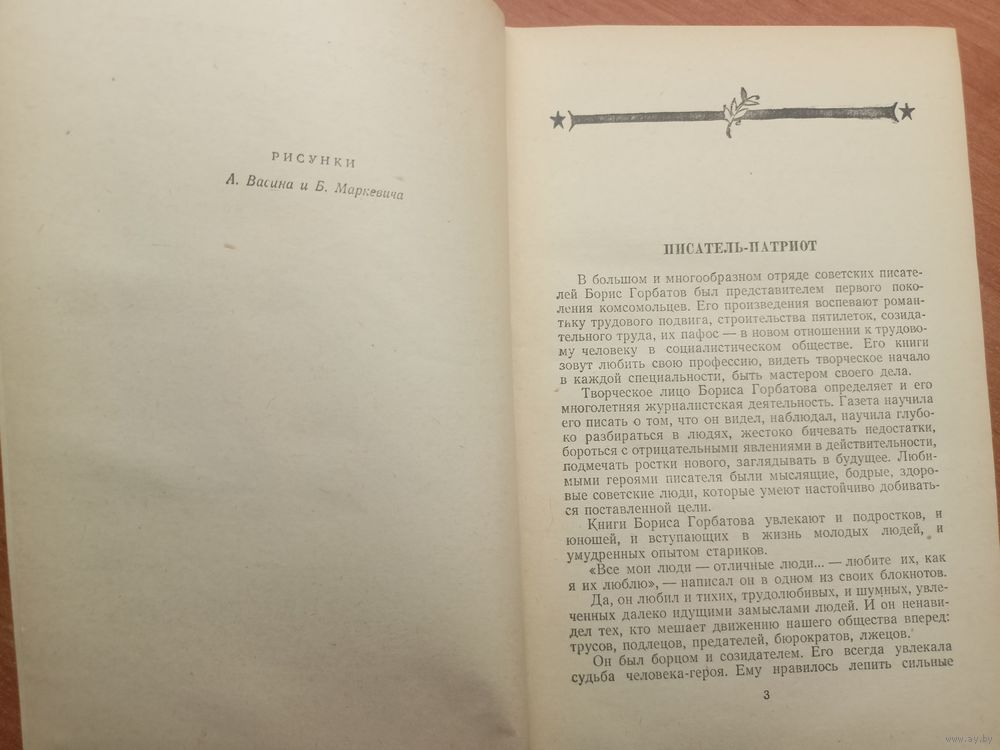 РИСУНКИ
А. Васина и Б. Маркевича
ПИСАТЕЛЬ-ПАТРИОТ
В большом и многообразном отряде советских писате-
лей Борис Горбатов был представителем первого поко-
ления комсомольцев. Его произведения воспевают роман-
тику трудового подвига, строительства пятилеток, созида-
тельного труда, их пафос — в новом отношении к трудово-
му человеку в социалистическом обществе. Его книги
зовут любить свою профессию, видеть творческое начало
в каждой специальности, быть мастером своего дела.
Творческое лицо Бориса Горбатова определяет и его
многолетняя журналистская деятельность. Газета научила
его писать о том, что он видел, наблюдал, научила глубо-
ко разбираться в людях, жестоко бичевать недостатки,
бороться с отрицательными явлениями в действительности,
подмечать ростки нового, заглядывать в будущее. Люби-
мыми героями писателя были мыслящие, бодрые, здоро-
вые советские люди, которые умеют настойчиво добивать-
ся поставленной цели.
Книги Бориса Горбатова увлекают и подростков, и
юношей, и вступающих в жизнь молодых людей, и
умудренных опытом стариков.
«Все мои люди — отличные люди... — любите их, как
я их люблю», — написал он в одном из своих блокнотов.
Да, он любил и тихих, трудолюбивых, и шумных, увле-
ченных далеко идущими замыслами людей. И он ненави-
дел тех, кто мешает движению нашего общества вперед:
трусов, подлецов, предателей, бюрократов, лжецов.
Он был борцом и созидателем. Его всегда увлекала
судьба человека-героя. Ему нравилось лепить сильные
3
www.ay.by